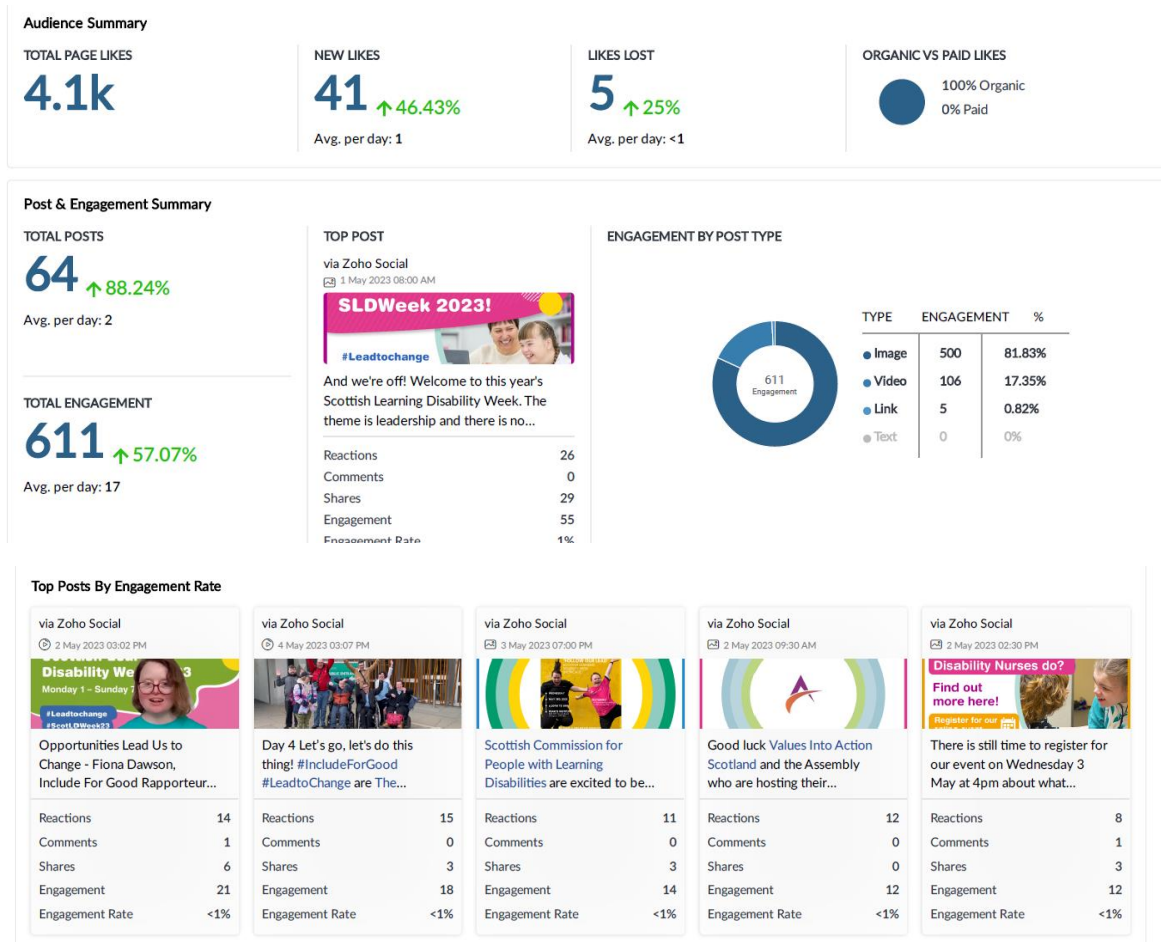 Audience Summary
TOTAL PAGE LIKES
4.1k
NEW LIKES
41 ↑46.43%
Avg. per day: 1
LIKES LOST
5 ↑25%
Avg. per day: <1
ORGANIC VS PAID LIKES
100% Organic
0% Paid
Post & Engagement Summary
TOTAL POSTS
64 ↑88.24%
Avg. per day: 2
TOTAL ENGAGEMENT
611 ↑57.07%
Avg. per day: 17
TOP POST
via Zoho Social
1 May 2023 08:00 AM
SLDWeek 2023!
#Leadtochange
And we're off! Welcome to this year's
Scottish Learning Disability Week. The
theme is leadership and there is no...
Reactions 26
Comments 0
Shares 29
Engagement 55
Engagement Rate 1%
ENGAGEMENT BY POST TYPE
611
Engagement
TYPE ENGAGEMENT %
Image 500 81.83%
Video 106 17.35%
Link 5 0.82%
Text 0 0%
Top Posts By Engagement Rate
via Zoho Social
2 May 2023 03:02 PM
Disability We 3
Monday 1 – Sunday 7
#Leadtochange
#ScotLDWeek23
Opportunities Lead Us to
Change - Fiona Dawson,
Include For Good Rapporteur...
Reactions 14
Comments 1
Shares 6
Engagement 21
Engagement Rate <1%
via Zoho Social
4 May 2023 03:07 PM
Day 4 Let's go, let's do this
thing! #IncludeForGood
#LeadtoChange are The...
Reactions 15
Comments 0
Shares 3
Engagement 18
Engagement Rate <1%
via Zoho Social
3 May 2023 07:00 PM
Scottish Commission for
People with Learning
Disabilities are excited to be...
Reactions 11
Comments 0
Shares 3
Engagement 14
Engagement Rate <1%
via Zoho Social
2 May 2023 09:30 AM
Good luck Values Into Action
Scotland and the Assembly
who are hosting their...
Reactions 12
Comments 0
Shares 0
Engagement 12
Engagement Rate <1%
via Zoho Social
2 May 2023 02:30 PM
Disability Nurses do?
Find out
more here!
Register for our
There is still time to register for
our event on Wednesday 3
May at 4pm about what...
Reactions 8
Comments 1
Shares 3
Engagement 12
Engagement Rate <1%